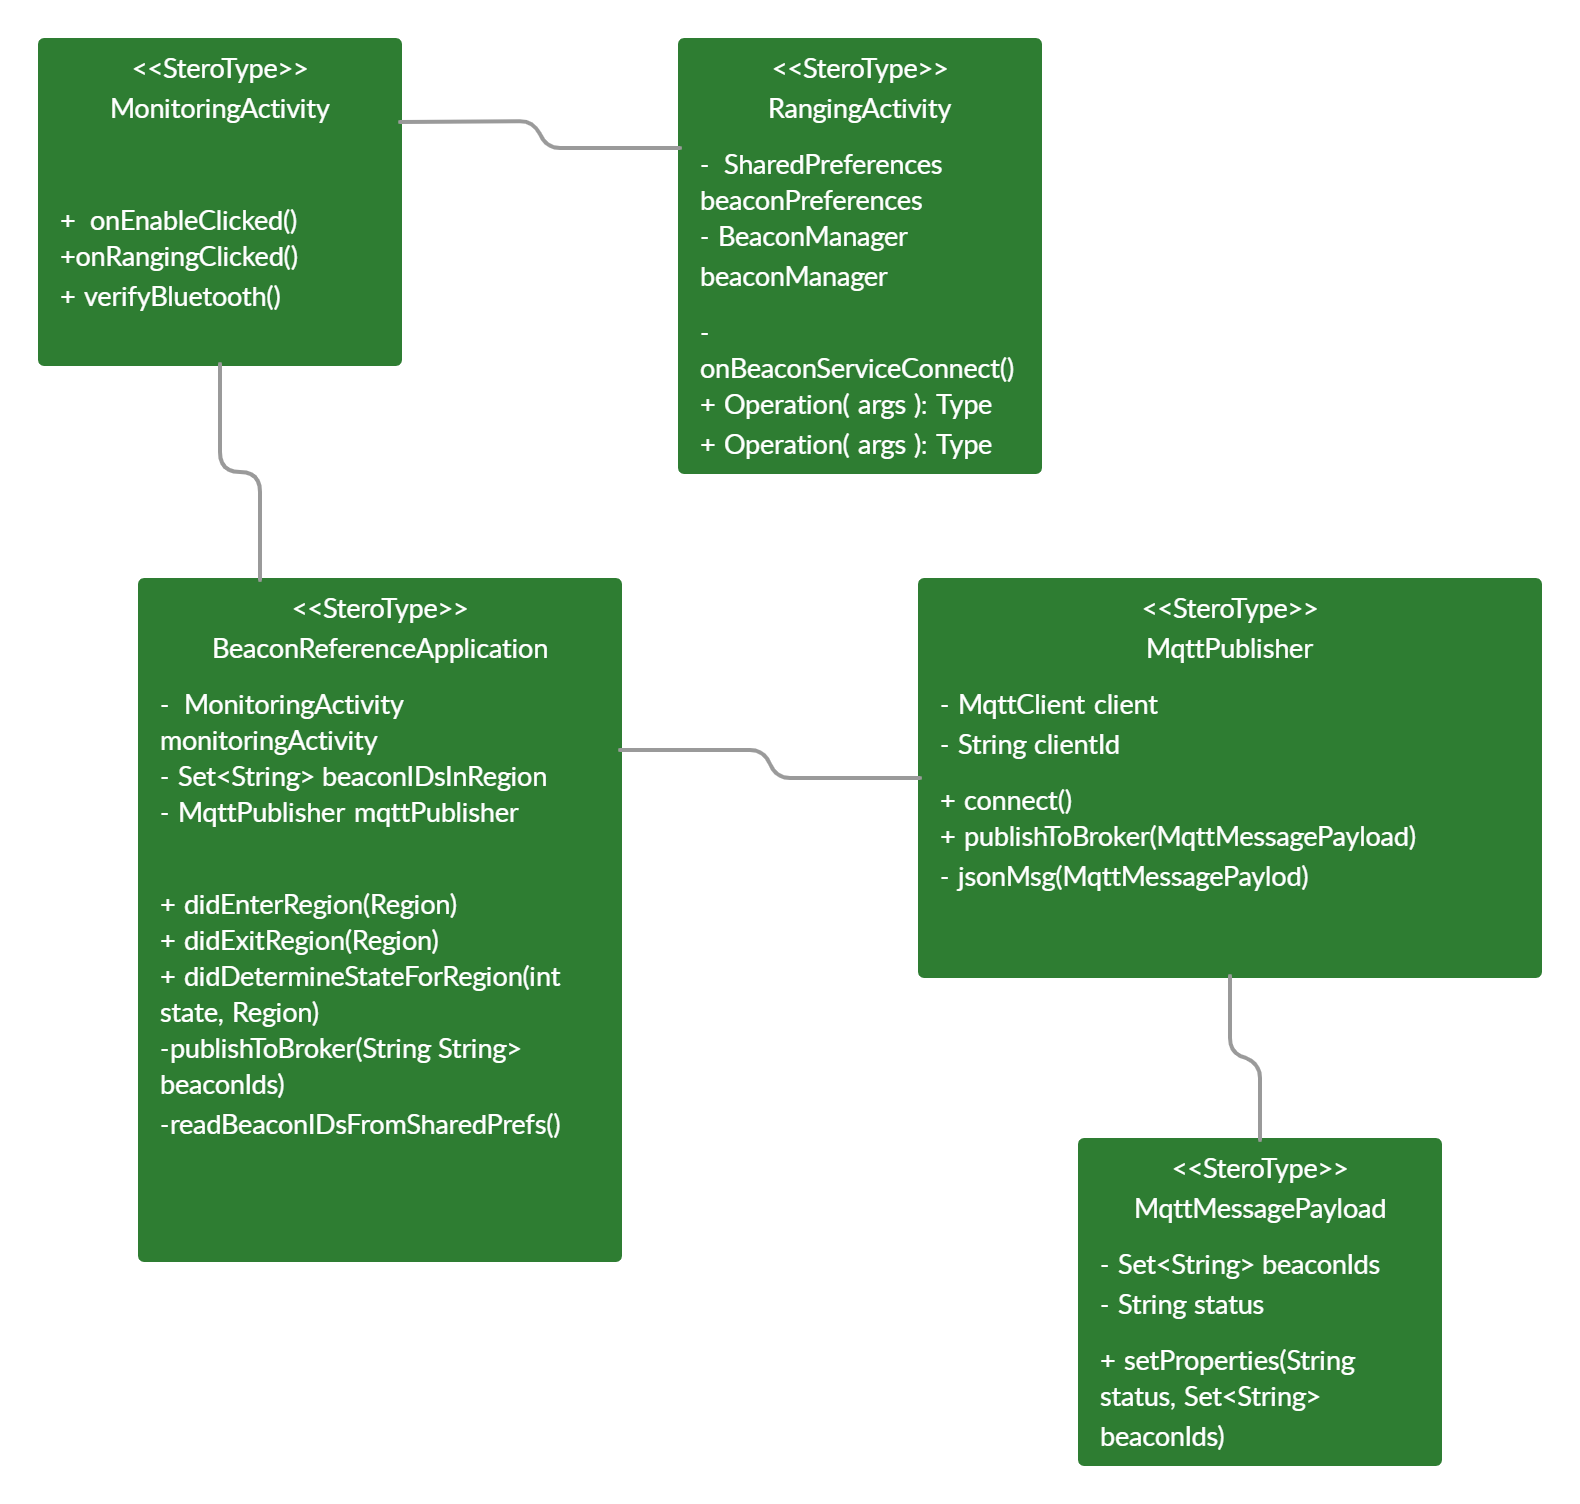 <<SteroType>>
MonitoringActivity
+  onEnableClicked()
+onRangingClicked()
+ verifyBluetooth()
<<SteroType>>
RangingActivity
-  SharedPreferences
beaconPreferences
- BeaconManager
beaconManager
-
onBeaconServiceConnect()
+ Operation( args ): Type
+ Operation( args ): Type
<<SteroType>>
BeaconReferenceApplication
-  MonitoringActivity
monitoringActivity
- Set<String> beaconIDsInRegion
- MqttPublisher mqttPublisher
+ didEnterRegion(Region)
+ didExitRegion(Region)
+ didDetermineStateForRegion(int
state, Region)
-publishToBroker(String String>
beaconIds)
-readBeaconIDsFromSharedPrefs()
<<SteroType>>
MqttPublisher
- MqttClient client
- String clientId
+ connect()
+ publishToBroker(MqttMessagePayload)
- jsonMsg(MqttMessagePaylod)
<<SteroType>>
MqttMessagePayload
- Set<String> beaconIds
- String status
+ setProperties(String
status, Set<String>
beaconIds)